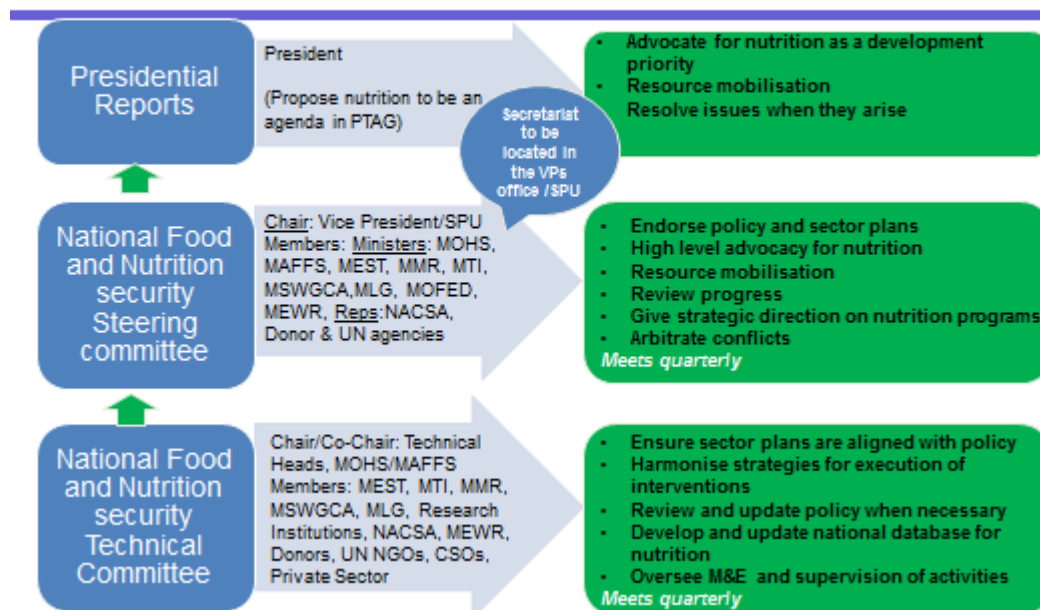 Presidential
Reports
President
(Propose nutrition to be an
agenda in PTAG)
Secretariat
to be
located in
the VPs
office /SPU
• Advocate for nutrition as a development
priority
• Resource mobilisation
• Resolve issues when they arise
National Food
and Nutrition
security
Steering
committee
Chair: Vice President/SPU
Members: Ministers: MOHS,
MAFFS, MEST, MMR, MTI,
MSWGCA,MLG, MOFED,
MEWR, Reps:NACSA,
Donor & UN agencies
• Endorse policy and sector plans
• High level advocacy for nutrition
• Resource mobilisation
• Review progress
• Give strategic direction on nutrition programs
• Arbitrate conflicts
Meets quarterly
National Food
and Nutrition
security
Technical
Committee
Chair/Co-Chair: Technical
Heads, MOHS/MAFFS
Members: MEST, MTI, MMR,
MSWGCA, MLG, Research
Institutions, NACSA, MEWR,
Donors, UN NGOs, CSOs,
Private Sector
• Ensure sector plans are aligned with policy
• Harmonise strategies for execution of
interventions
• Review and update policy when necessary
• Develop and update national database for
nutrition
• Oversee M&E and supervision of activities
Meets quarterly